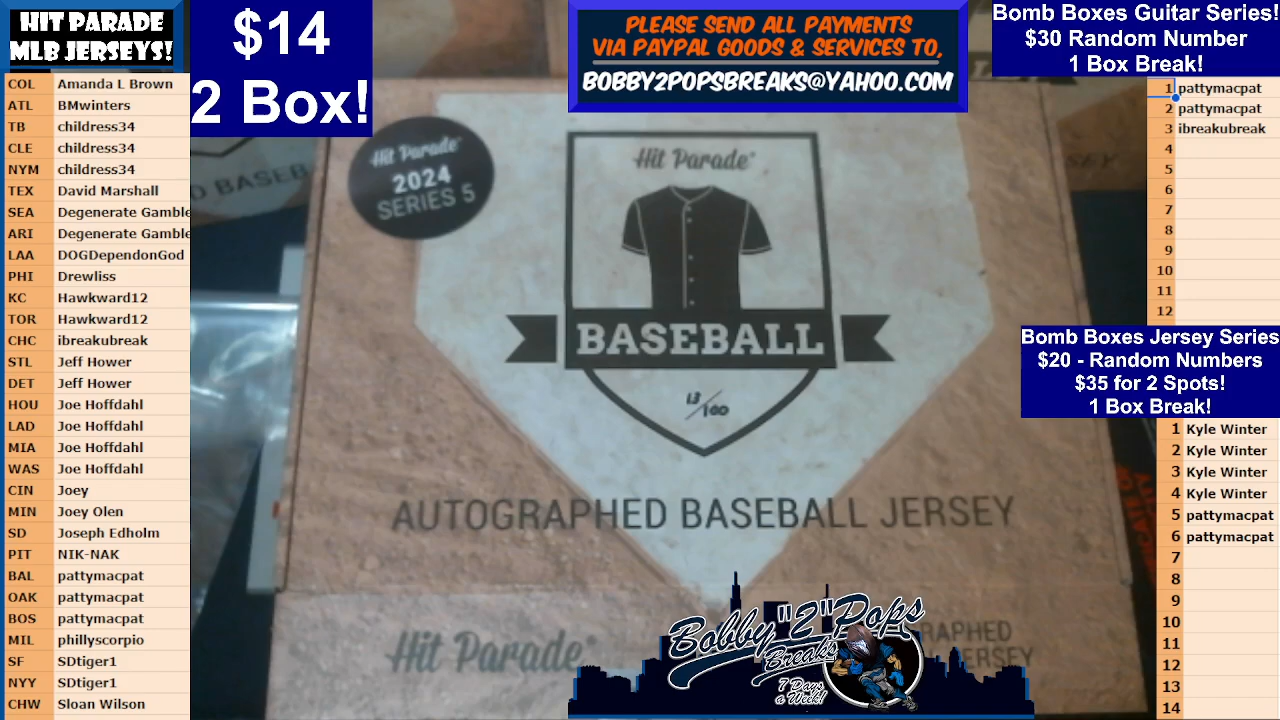 HIT PARADE
MLB JERSEYS!
COL Amanda L Brown
ATL BMwinters
TB childress34
CLE childress34
NYM childress34
TEX David Marshall
SEA Degenerate Gamble
ARI Degenerate Gamble
LAA DOGDependonGod
PHI Drewliss
KC Hawkward12
TOR Hawkward12
CHC ibreakubreak
STL Jeff Hower
DET Jeff Hower
HOU Joe Hoffdahl
LAD Joe Hoffdahl
MIA Joe Hoffdahl
WAS Joe Hoffdahl
CIN Joey
MIN Joey Olen
SD Joseph Edholm
PIT NIK-NAK
BAL pattymacpat
OAK pattymacpat
BOS pattymacpat
MIL phillyscorpio
SF SDtiger1
NYY SDtiger1
CHW Sloan Wilson
$14
2 Box!
PLEASE SEND ALL PAYMENTS
VIA PAYPAL GOODS & SERVICES TO,
BOBBY2POPSBREAKS@YAHOO.COM
Hit Parade
2024
SERIES 5
Hit Parade
BASEBALL
13/100
AUTOGRAPHED BASEBALL JERSEY
Hit Parade
RAPHED
JERSEY
D BASEB
SEY
Bobby "2" Pops
Breaks
7 Days
a Week!
Bomb Boxes Guitar Series!
$30 Random Number
1 Box Break!
1 pattymacpat
2 pattymacpat
3 ibreakubreak
4
5
6
7
8
9
10
11
12
Bomb Boxes Jersey Series
$20 - Random Numbers
$35 for 2 Spots!
1 Box Break!
1 Kyle Winter
2 Kyle Winter
3 Kyle Winter
4 Kyle Winter
5 pattymacpat
6 pattymacpat
7
8
9
10
11
12
13
14